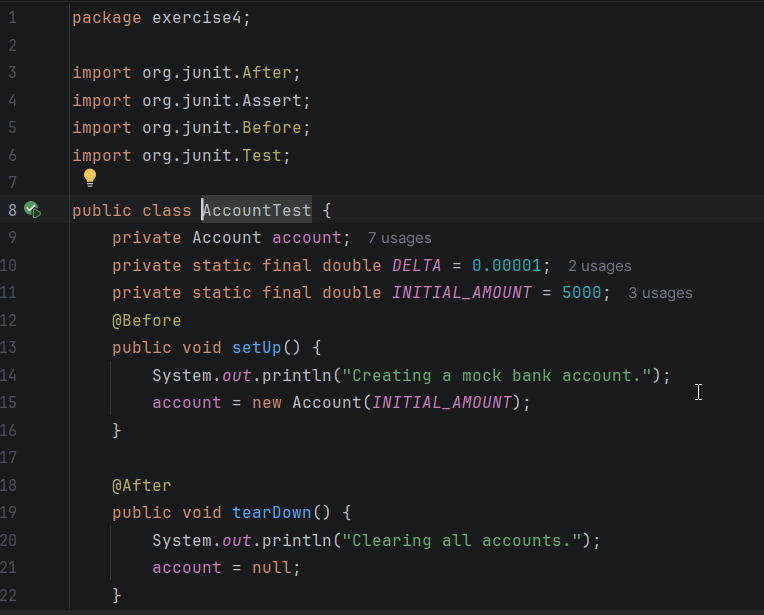 1 package exercise4;
2
3 import org.junit.After;
4 import org.junit.Assert;
5 import org.junit.Before;
6 import org.junit.Test;
7
8 public class AccountTest {
9 private Account account; 7 usages
10 private static final double DELTA = 0.00001; 2 usages
11 private static final double INITIAL_AMOUNT = 5000; 3 usages
12 @Before
13 public void setUp() {
14 System.out.println("Creating a mock bank account.");
15 account = new Account(INITIAL_AMOUNT);
16 }
17
18 @After
19 public void tearDown() {
20 System.out.println("Clearing all accounts.");
21 account = null;
22 }